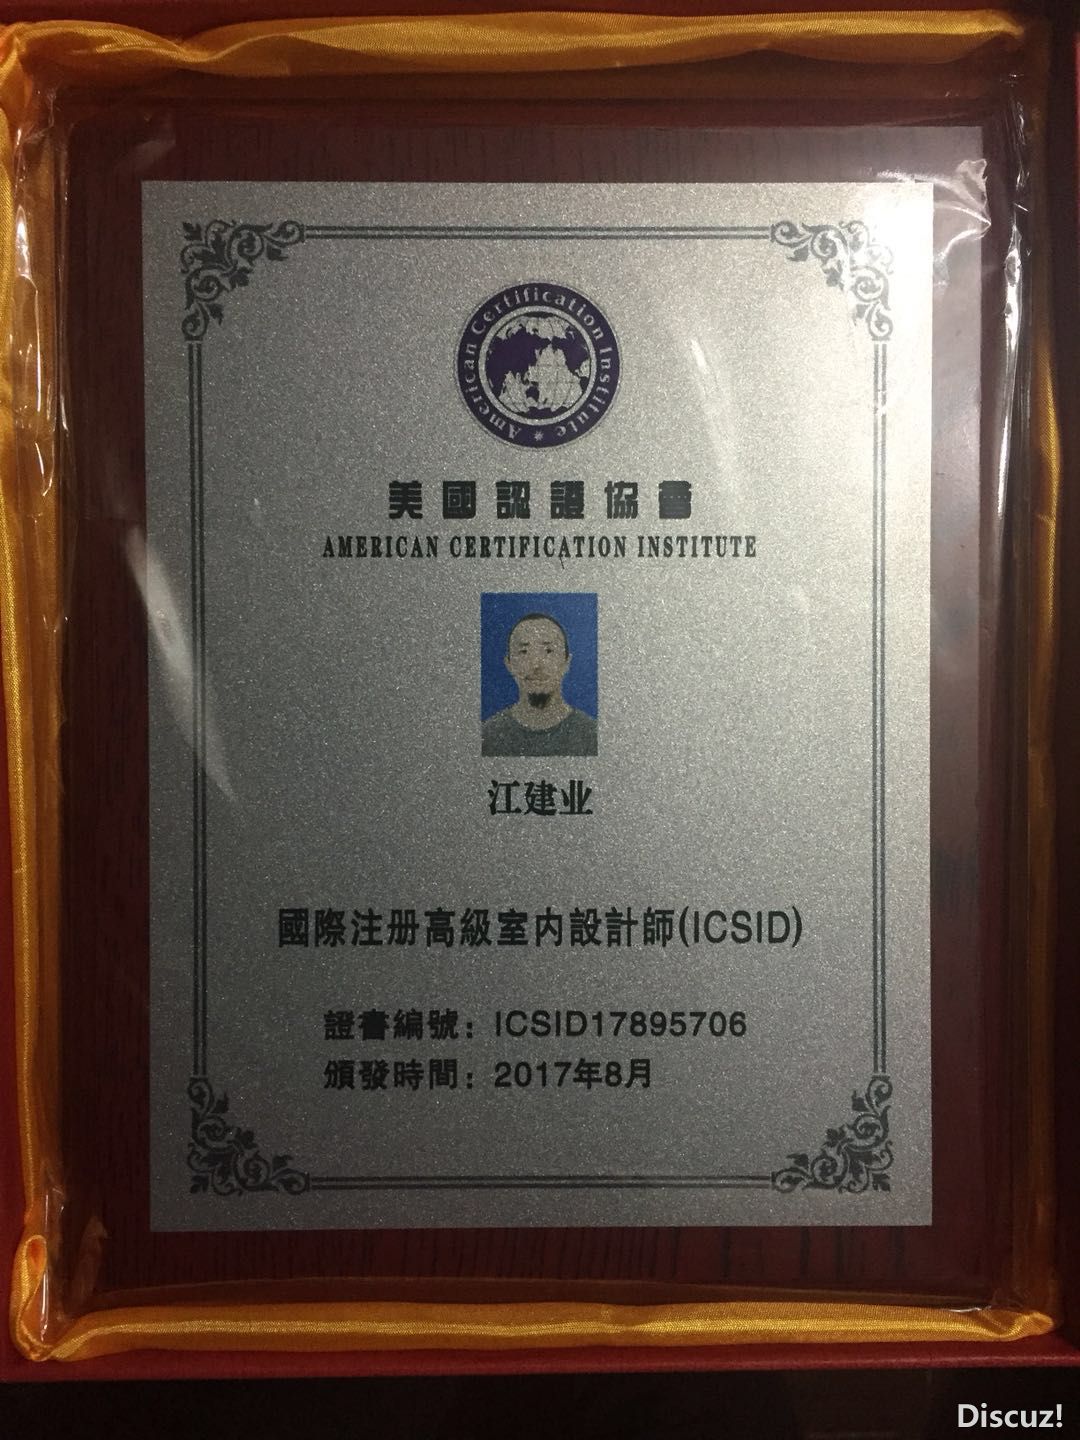 American Certification Institute *
美國認證協會
AMERICAN CERTIFICATION INSTITUTE
江建业
國際注册高級室内設計師(ICSID)
證書編號：ICSID17895706
頒發時間：2017年8月
Discuz!